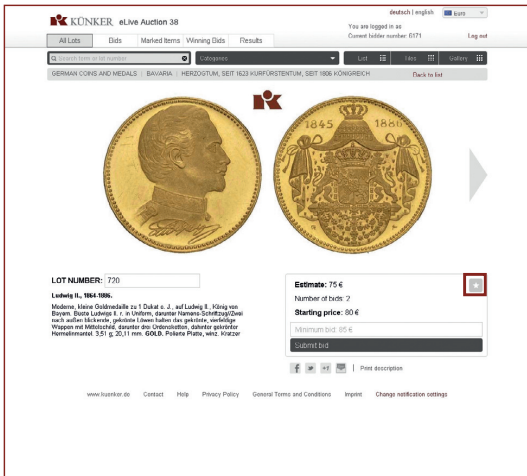 KÜNKER eLive Auction 38
deutsch | english
Euro
You are logged in as
Current bidder number: 6171
Log out
All Lots
Bids
Marked Items
Winning Bids
Results
Search term or lot number
Categories
List
Tiles
Gallery
GERMAN COINS AND MEDALS | BAVARIA | HERZOGTUM, SEIT 1623 KURFÜRSTENTUM, SEIT 1806 KÖNIGREICH
Back to list
1845 1886
LOT NUMBER: 720
Ludwig II., 1864-1886.
Moderne, kleine Goldmedaille zu 1 Dukat o. J., auf Ludwig II., König von
Bayern. Büste Ludwigs II. r. in Uniform, darunter Namens-Schriftzug//Zwei
nach außen blickende, gekrönte Löwen halten das gekrönte, vierfeldige
Wappen mit Mittelschild, darunter drei Ordensketten, dahinter gekrönter
Hermelinmantel. 3,51 g; 20,11 mm. GOLD. Polierte Platte, winz. Kratzer
Estimate: 75 €
Number of bids: 2
Starting price: 80 €
Minimum bid: 85 €
Submit bid
Print description
www.kuenker.de
Contact
Help
Privacy Policy
General Terms and Conditions
Imprint
Change notification settings